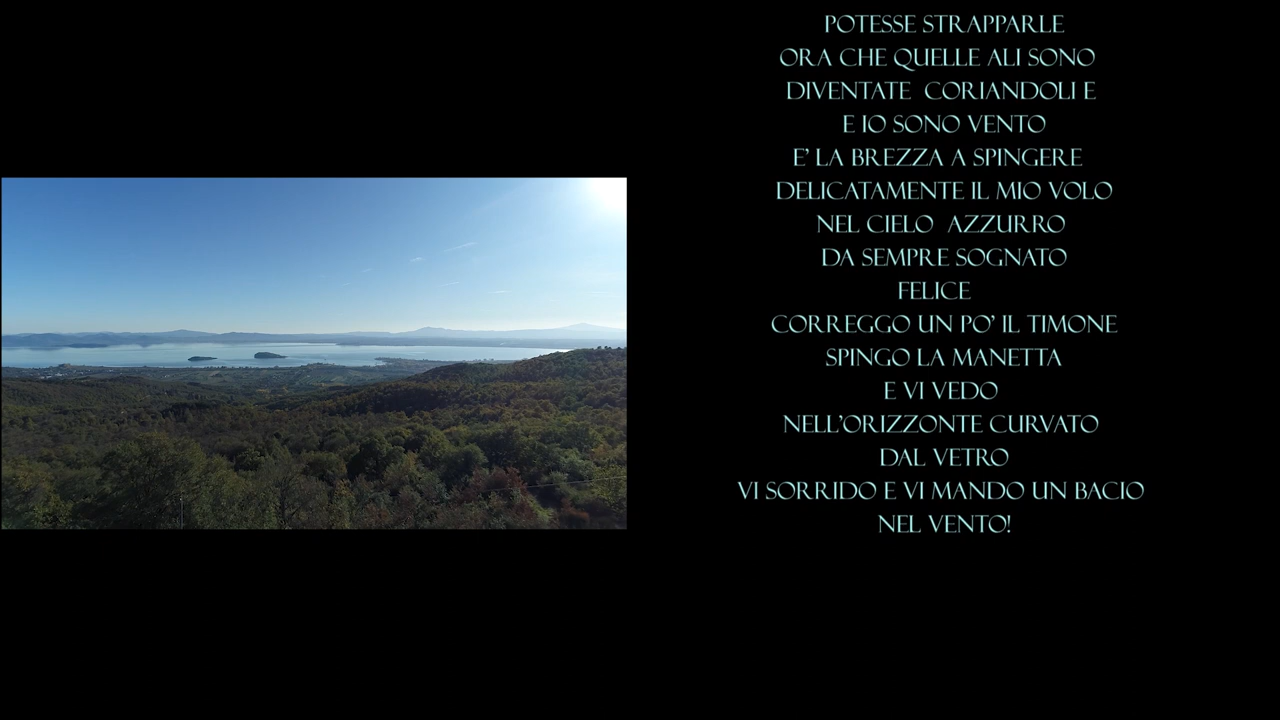 POTESSE STRAPPARLE
ORA CHE QUELLE ALI SONO
DIVENTATE CORIANDOLI E
E IO SONO VENTO
E' LA BREZZA A SPINGERE
DELICATAMENTE IL MIO VOLO
NEL CIELO AZZURRO
DA SEMPRE SOGNATO
FELICE
CORREGGO UN PO' IL TIMONE
SPINGO LA MANETTA
E VI VEDO
NELL'ORIZZONTE CURVATO
DAL VETRO
VI SORRIDO E VI MANDO UN BACIO
NEL VENTO!